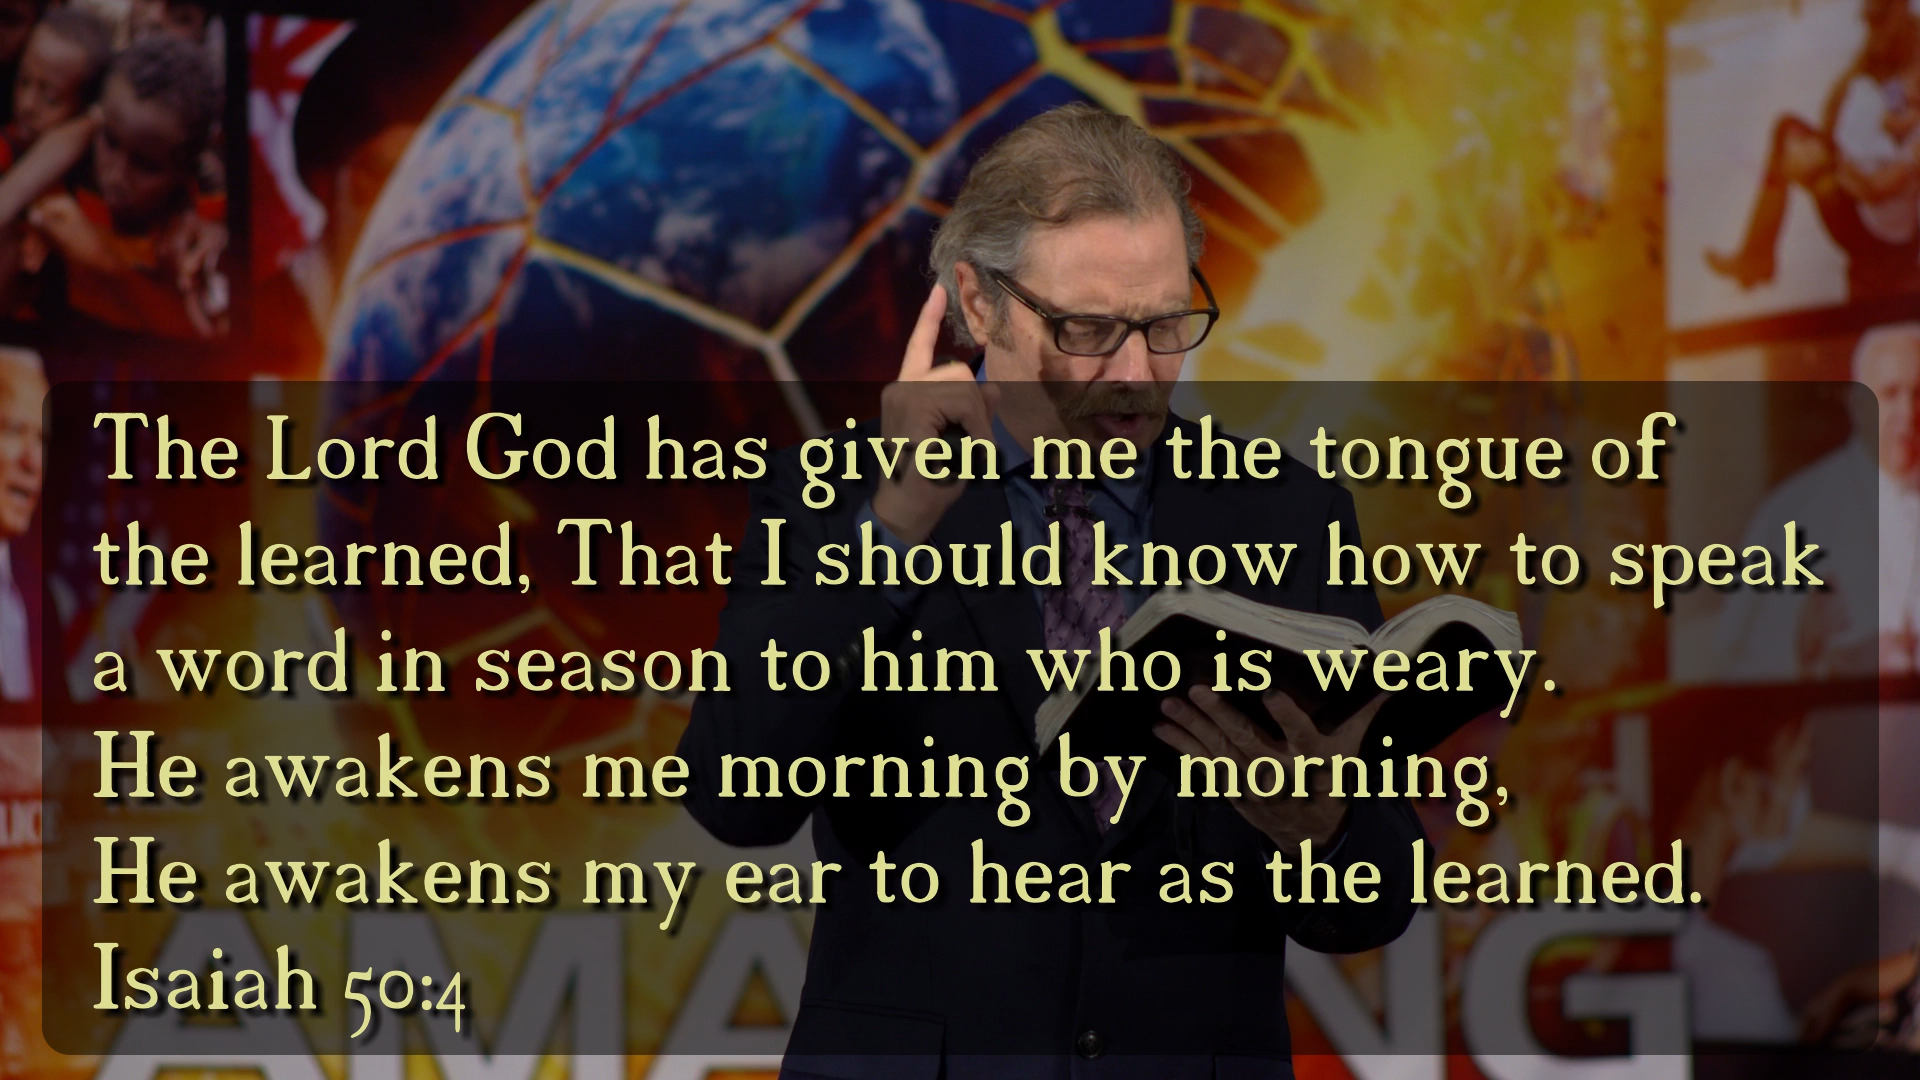 The Lord God has given me the tongue of
the learned, That I should know how to speak
a word in season to him who is weary.
He awakens me morning by morning,
He awakens my ear to hear as the learned.
Isaiah 50:4